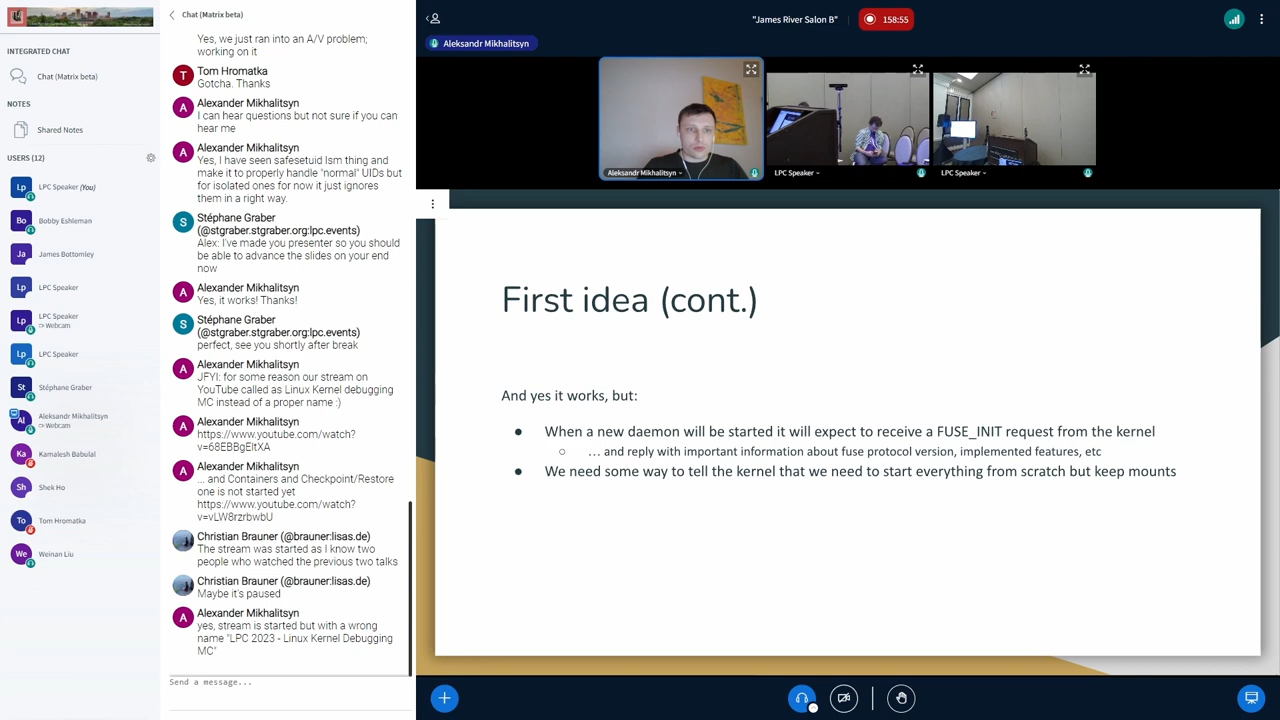 INTEGRATED CHAT
Chat (Matrix beta)
NOTES
Shared Notes
USERS (12)
Lp
LPC Speaker (You)
Bo
Bobby Eshleman
Ja
James Bottomley
Lp
LPC Speaker
Lp
LPC Speaker
Webcam
Lp
LPC Speaker
St
Stéphane Graber
Al
Aleksandr Mikhalitsyn
Webcam
Ka
Kamalesh Babulal
Sh
Shek Ho
To
Tom Hromatka
We
Weinan Liu
Chat (Matrix beta)
Yes, we just ran into an A/V problem;
working on it
T
Tom Hromatka
Gotcha. Thanks
A
Alexander Mikhalitsyn
I can hear questions but not sure if you can
hear me
A
Alexander Mikhalitsyn
Yes, I have seen safesetuid lsm thing and
make it to properly handle "normal" UIDs but
for isolated ones for now it just ignores
them in a right way.
S
Stéphane Graber
(@stgraber.stgraber.org:lpc.events)
Alex: I've made you presenter so you should
be able to advance the slides on your end
now
A
Alexander Mikhalitsyn
Yes, it works! Thanks!
S
Stéphane Graber
(@stgraber.stgraber.org:lpc.events)
perfect, see you shortly after break
A
Alexander Mikhalitsyn
JFYI: for some reason our stream on
YouTube called as Linux Kernel debugging
MC instead of a proper name :)
A
Alexander Mikhalitsyn
https://www.youtube.com/watch?
v=68EBBgEItXA
A
Alexander Mikhalitsyn
... and Containers and Checkpoint/Restore
one is not started yet
https://www.youtube.com/watch?
v=vLW8rzrbwbU
Christian Brauner (@brauner:lisas.de)
The stream was started as I know two
people who watched the previous two talks
Christian Brauner (@brauner:lisas.de)
Maybe it's paused
A
Alexander Mikhalitsyn
yes, stream is started but with a wrong
name "LPC 2023 - Linux Kernel Debugging
MC"
Send a message...
"James River Salon B"
158:55
Aleksandr Mikhalitsyn
Aleksandr Mikhalitsyn
LPC Speaker
LPC Speaker
First idea (cont.)
And yes it works, but:
● When a new daemon will be started it will expect to receive a FUSE_INIT request from the kernel
○ … and reply with important information about fuse protocol version, implemented features, etc
● We need some way to tell the kernel that we need to start everything from scratch but keep mounts